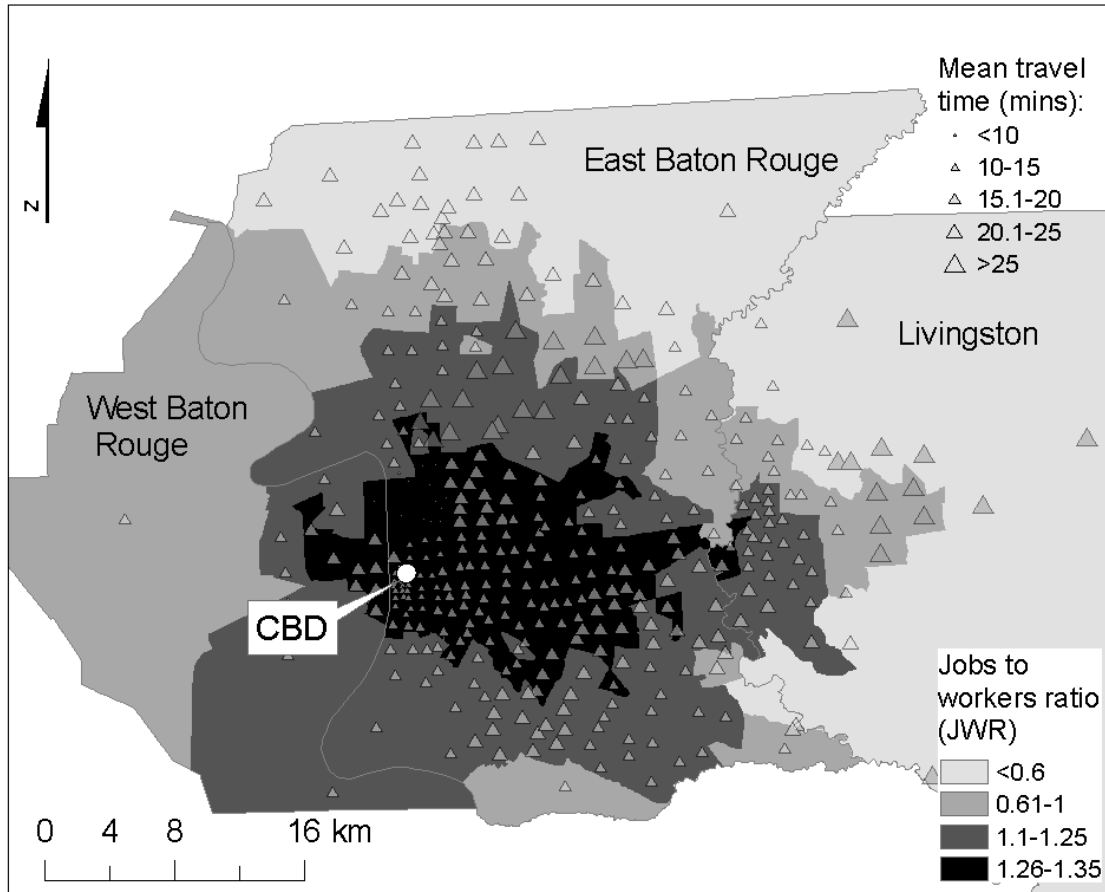 Mean travel
time (mins):
<10
10-15
15.1-20
20.1-25
>25
East Baton Rouge
z
Livingston
West Baton
Rouge
CBD
Jobs to
workers ratio
(JWR)
<0.6
0.61-1
1.1-1.25
1.26-1.35
0 4 8 16 km